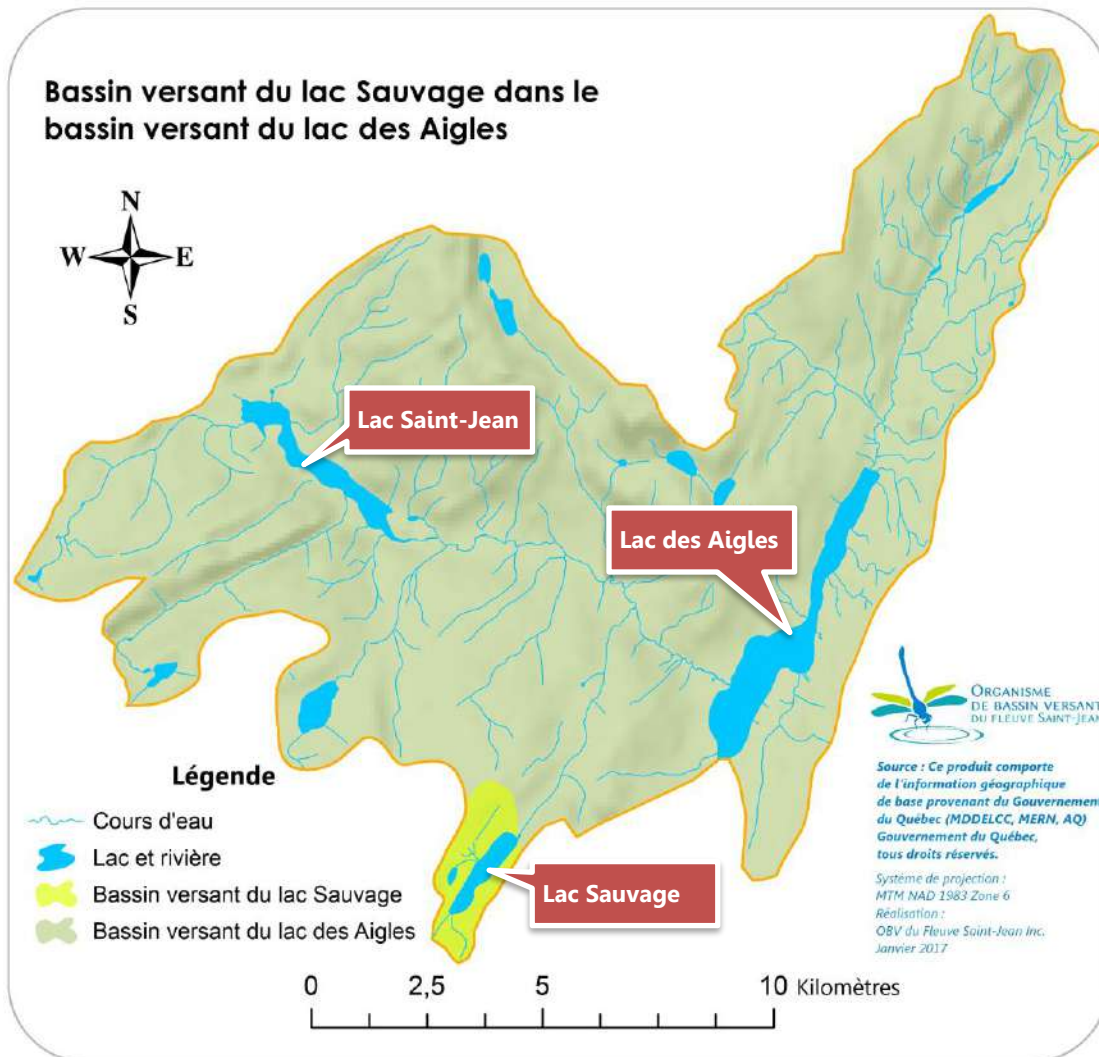 Bassin versant du lac Sauvage dans le
bassin versant du lac des Aigles
N
W
E
S
Lac Saint-Jean
Lac des Aigles
Lac Sauvage
ORGANISME
DE BASSIN VERSANT
DU FLEUVE SAINT-JEAN
Source : Ce produit comporte
de l'information géographique
de base provenant du Gouvernement
du Québec (MDDELCC, MERN, AQ)
Gouvernement du Québec,
tous droits réservés.
Système de projection :
MTM NAD 1983 Zone 6
Réalisation :
OBV du Fleuve Saint-Jean Inc.
Janvier 2017
Légende
Cours d'eau
Lac et rivière
Bassin versant du lac Sauvage
Bassin versant du lac des Aigles
0 2,5 5 10 Kilomètres